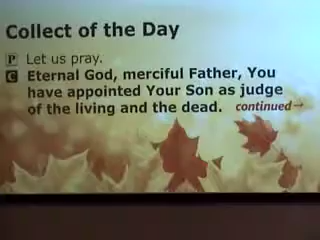 Collect of the Day
P Let us pray.
C Eternal God, merciful Father, You
have appointed Your Son as judge
of the living and the dead. continued→